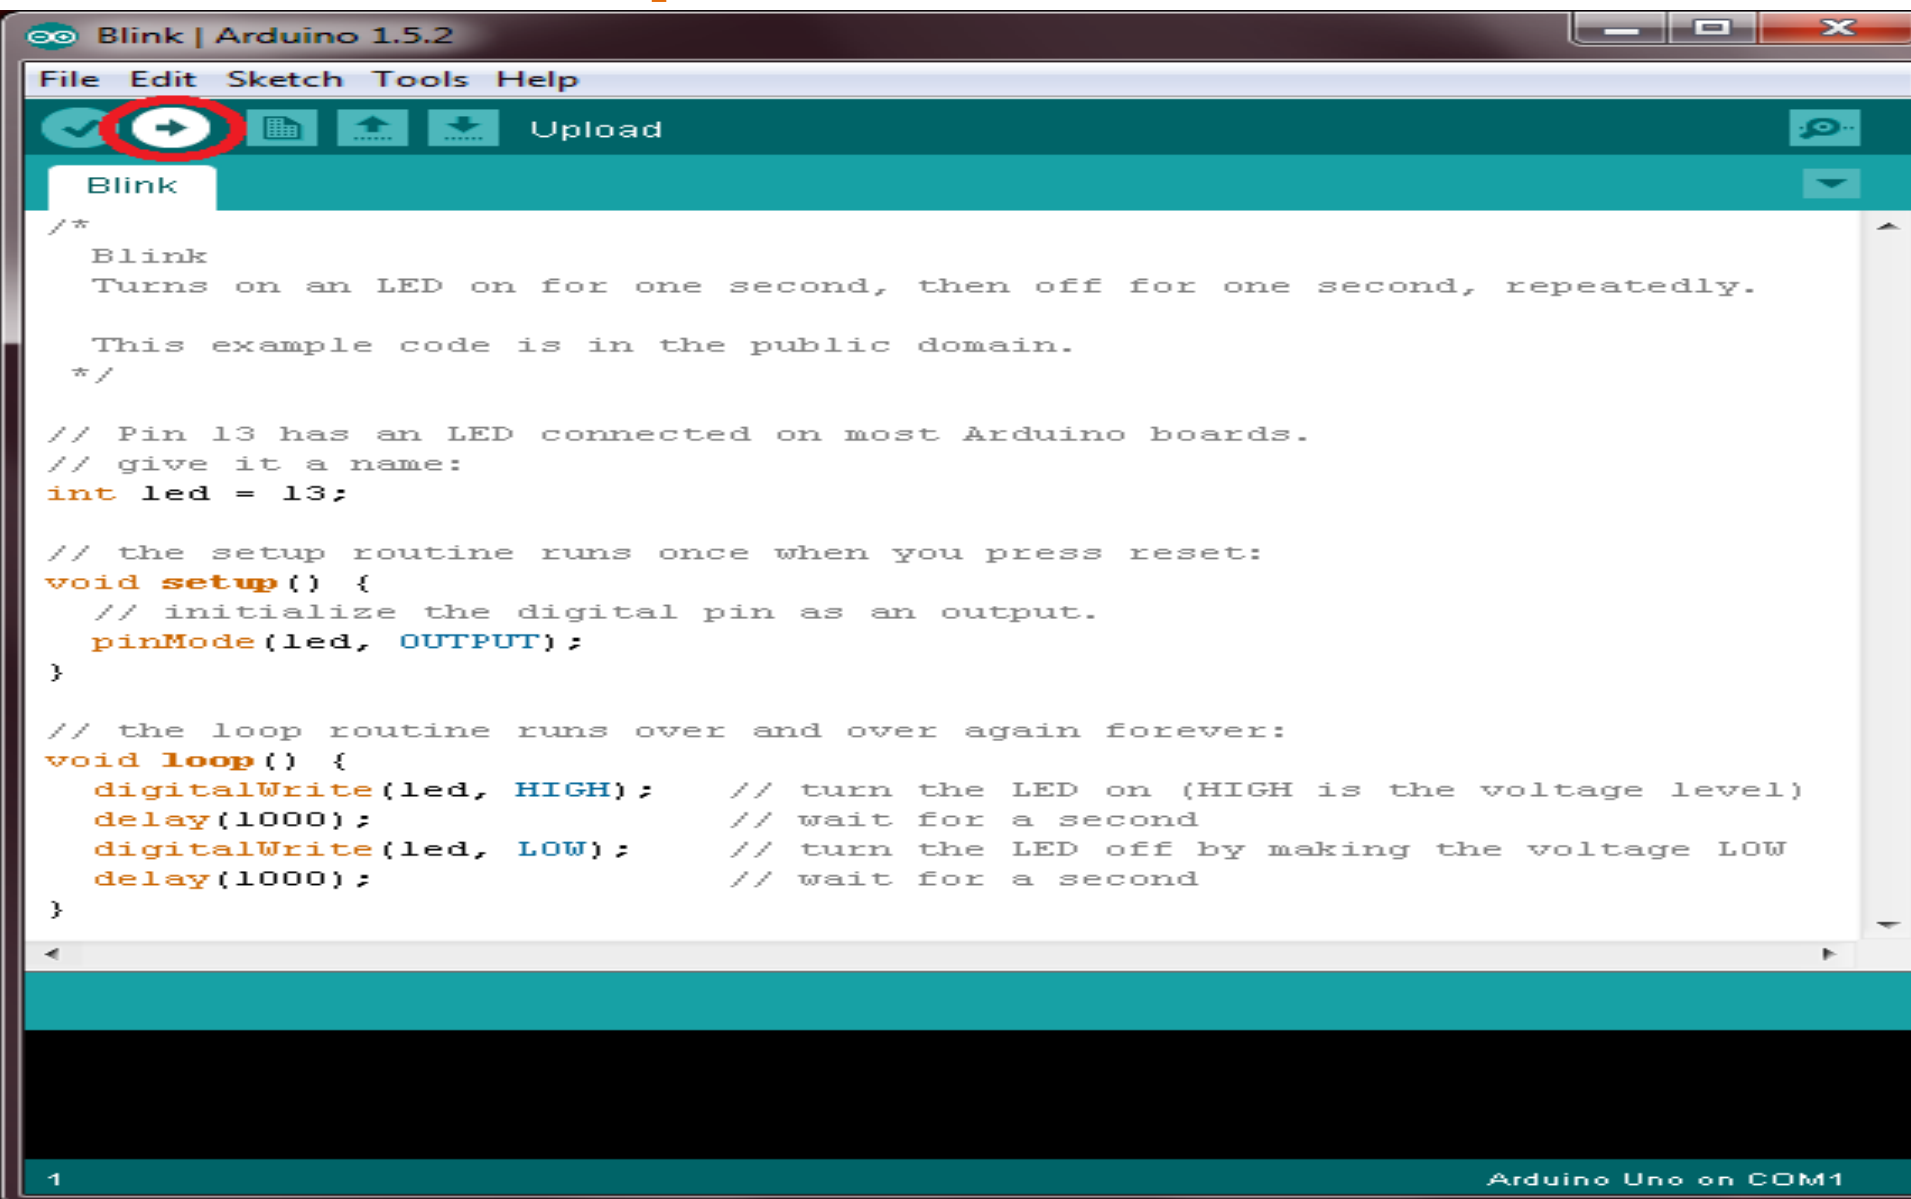 Blink | Arduino 1.5.2
File Edit Sketch Tools Help
Upload
Blink
/*
  Blink
  Turns on an LED on for one second, then off for one second, repeatedly.

  This example code is in the public domain.
 */

// Pin 13 has an LED connected on most Arduino boards.
// give it a name:
int led = 13;

// the setup routine runs once when you press reset:
void setup() {
  // initialize the digital pin as an output.
  pinMode(led, OUTPUT);
}

// the loop routine runs over and over again forever:
void loop() {
  digitalWrite(led, HIGH);   // turn the LED on (HIGH is the voltage level)
  delay(1000);               // wait for a second
  digitalWrite(led, LOW);    // turn the LED off by making the voltage LOW
  delay(1000);               // wait for a second
}
1
Arduino Uno on COM1